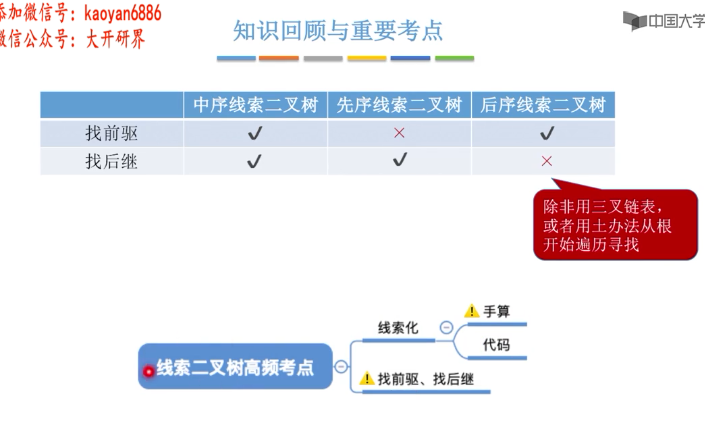 添加微信号：kaoyan6886
微信公众号：大开研界
知识回顾与重要考点
中国大学
中序线索二叉树 先序线索二叉树 后序线索二叉树
找前驱 ✓ × ✓
找后继 ✓ ✓ ×
除非用三叉链表，
或者用土办法从根
开始遍历寻找
手算
线索化
代码
线索二叉树高频考点
找前驱、找后继